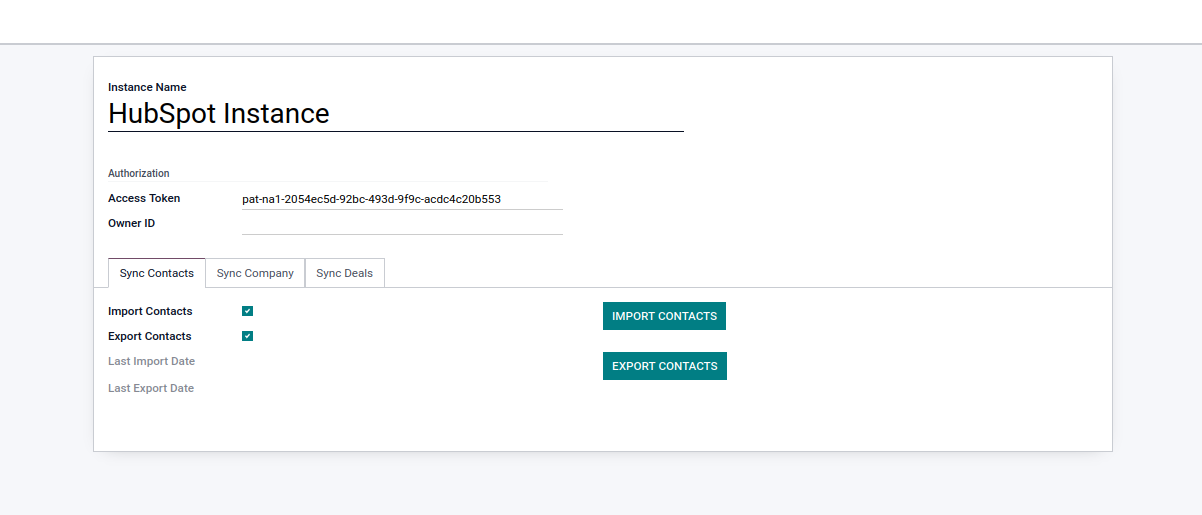 Instance Name
HubSpot Instance
Authorization
Access Token pat-na1-2054ec5d-92bc-493d-9f9c-acdc4c20b553
Owner ID
Sync Contacts Sync Company Sync Deals
Import Contacts IMPORT CONTACTS
Export Contacts
Last Import Date EXPORT CONTACTS
Last Export Date